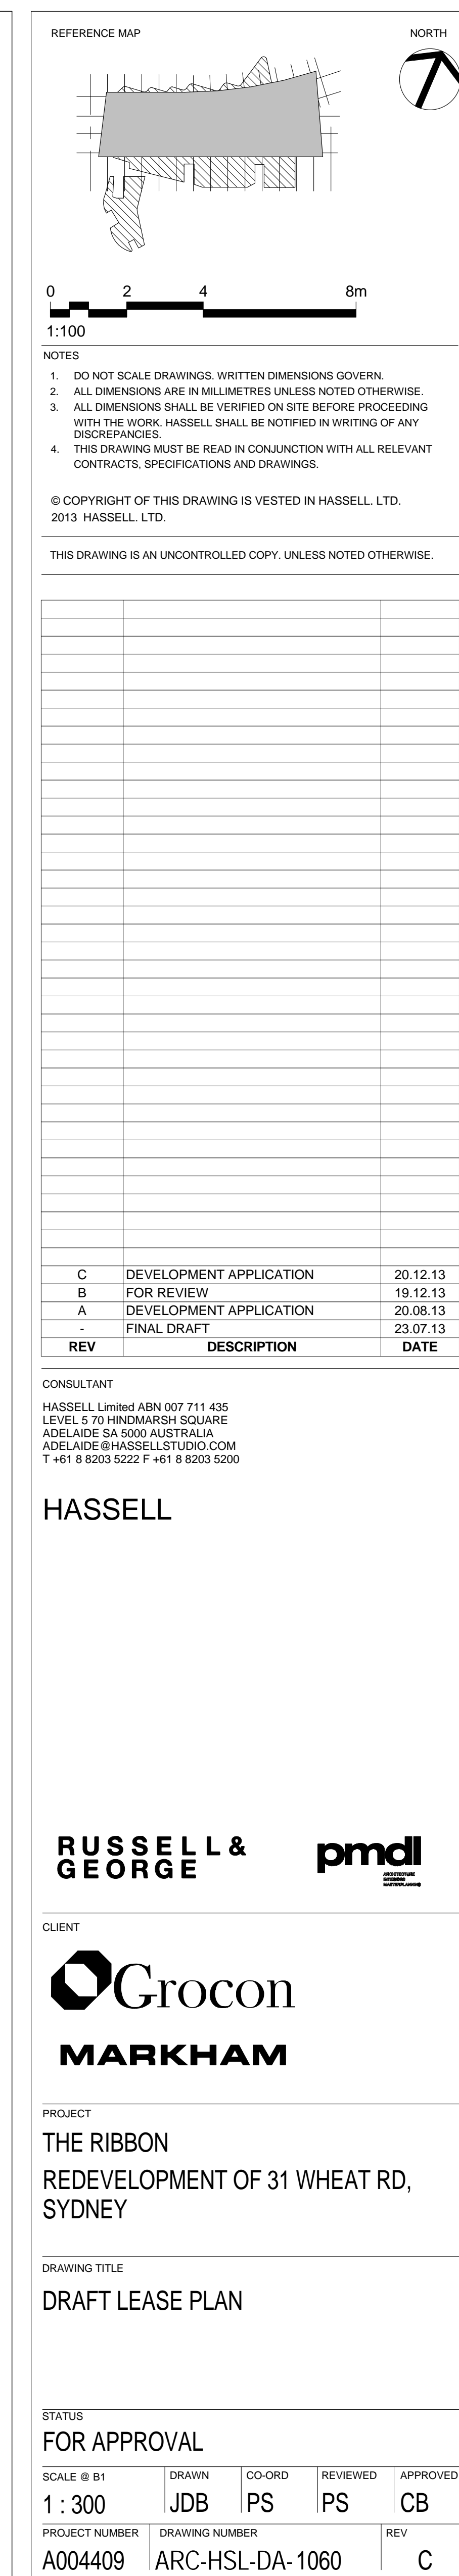 REFERENCE MAP
NORTH
0 2 4 8m
1:100
NOTES
1. DO NOT SCALE DRAWINGS. WRITTEN DIMENSIONS GOVERN.
2. ALL DIMENSIONS ARE IN MILLIMETRES UNLESS NOTED OTHERWISE.
3. ALL DIMENSIONS SHALL BE VERIFIED ON SITE BEFORE PROCEEDING
WITH THE WORK. HASSELL SHALL BE NOTIFIED IN WRITING OF ANY
DISCREPANCIES.
4. THIS DRAWING MUST BE READ IN CONJUNCTION WITH ALL RELEVANT
CONTRACTS, SPECIFICATIONS AND DRAWINGS.
© COPYRIGHT OF THIS DRAWING IS VESTED IN HASSELL. LTD.
2013 HASSELL. LTD.
THIS DRAWING IS AN UNCONTROLLED COPY. UNLESS NOTED OTHERWISE.
C DEVELOPMENT APPLICATION 20.12.13
B FOR REVIEW 19.12.13
A DEVELOPMENT APPLICATION 20.08.13
- FINAL DRAFT 23.07.13
REV DESCRIPTION DATE
CONSULTANT
HASSELL Limited ABN 007 711 435
LEVEL 5 70 HINDMARSH SQUARE
ADELAIDE SA 5000 AUSTRALIA
ADELAIDE@HASSELLSTUDIO.COM
T +61 8 8203 5222 F +61 8 8203 5200
HASSELL
RUSSELL &
GEORGE
pmdl
ARCHITECTURE
INTERIORS
MASTERPLANNING
CLIENT
Grocon
MARKHAM
PROJECT
THE RIBBON
REDEVELOPMENT OF 31 WHEAT RD,
SYDNEY
DRAWING TITLE
DRAFT LEASE PLAN
STATUS
FOR APPROVAL
SCALE @ B1 DRAWN CO-ORD REVIEWED APPROVED
1 : 300 JDB PS PS CB
PROJECT NUMBER DRAWING NUMBER REV
A004409 ARC-HSL-DA-1060 C